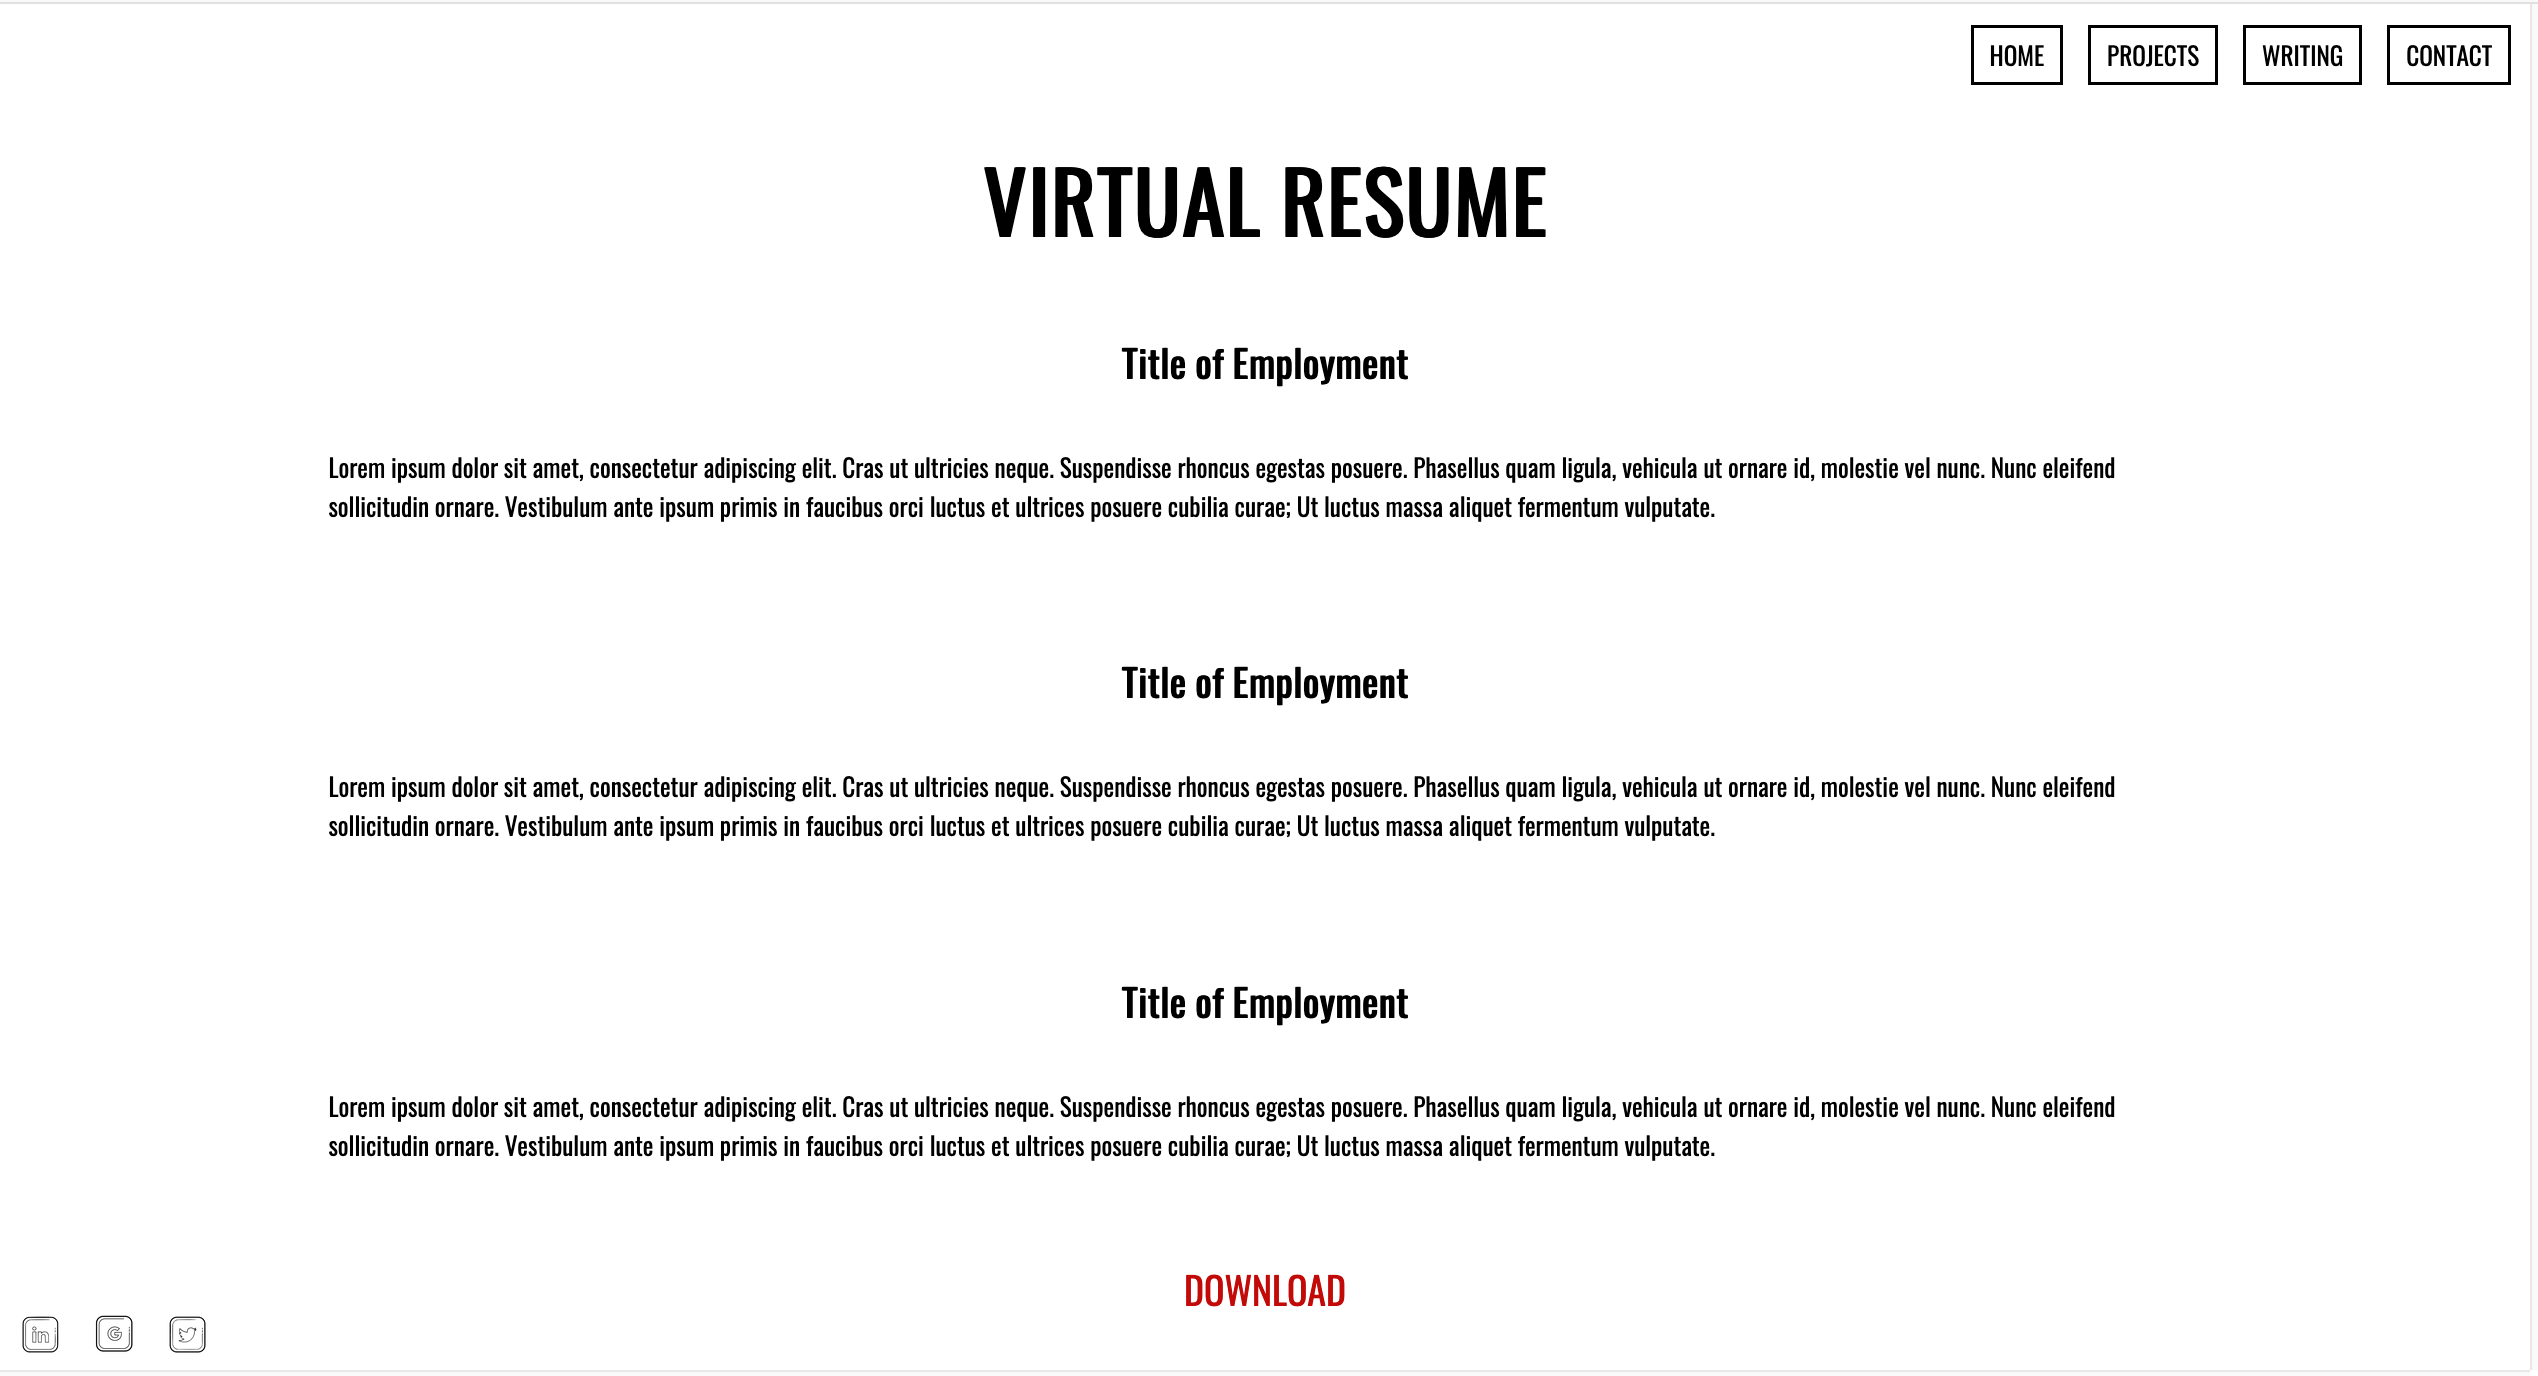 HOME PROJECTS WRITING CONTACT
VIRTUAL RESUME
Title of Employment
Lorem ipsum dolor sit amet, consectetur adipiscing elit. Cras ut ultricies neque. Suspendisse rhoncus egestas posuere. Phasellus quam ligula, vehicula ut ornare id, molestie vel nunc. Nunc eleifend
sollicitudin ornare. Vestibulum ante ipsum primis in faucibus orci luctus et ultrices posuere cubilia curae; Ut luctus massa aliquet fermentum vulputate.
Title of Employment
Lorem ipsum dolor sit amet, consectetur adipiscing elit. Cras ut ultricies neque. Suspendisse rhoncus egestas posuere. Phasellus quam ligula, vehicula ut ornare id, molestie vel nunc. Nunc eleifend
sollicitudin ornare. Vestibulum ante ipsum primis in faucibus orci luctus et ultrices posuere cubilia curae; Ut luctus massa aliquet fermentum vulputate.
Title of Employment
Lorem ipsum dolor sit amet, consectetur adipiscing elit. Cras ut ultricies neque. Suspendisse rhoncus egestas posuere. Phasellus quam ligula, vehicula ut ornare id, molestie vel nunc. Nunc eleifend
sollicitudin ornare. Vestibulum ante ipsum primis in faucibus orci luctus et ultrices posuere cubilia curae; Ut luctus massa aliquet fermentum vulputate.
DOWNLOAD
in G